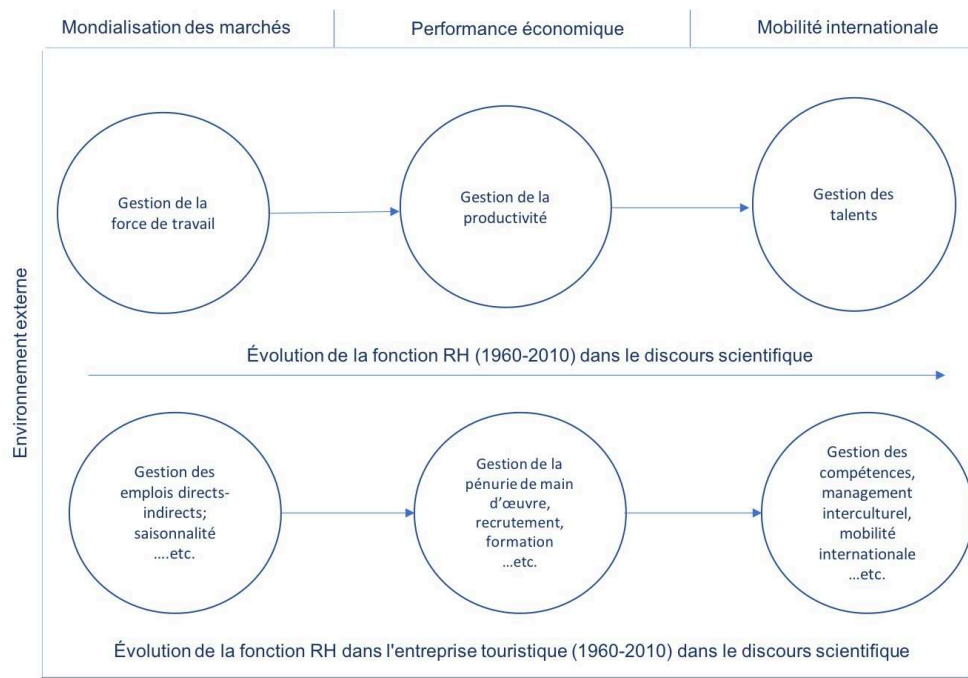 Mondialisation des marchés
Performance économique
Mobilité internationale
Environnement externe
Gestion de la
force de travail
Gestion de la
productivité
Gestion des
talents
Évolution de la fonction RH (1960-2010) dans le discours scientifique
Gestion des
emplois directs-
indirects;
saisonnalité
....etc.
Gestion de la
pénurie de main
d’œuvre,
recrutement,
formation
...etc.
Gestion des
compétences,
management
interculturel,
mobilité
internationale
...etc.
Évolution de la fonction RH dans l'entreprise touristique (1960-2010) dans le discours scientifique